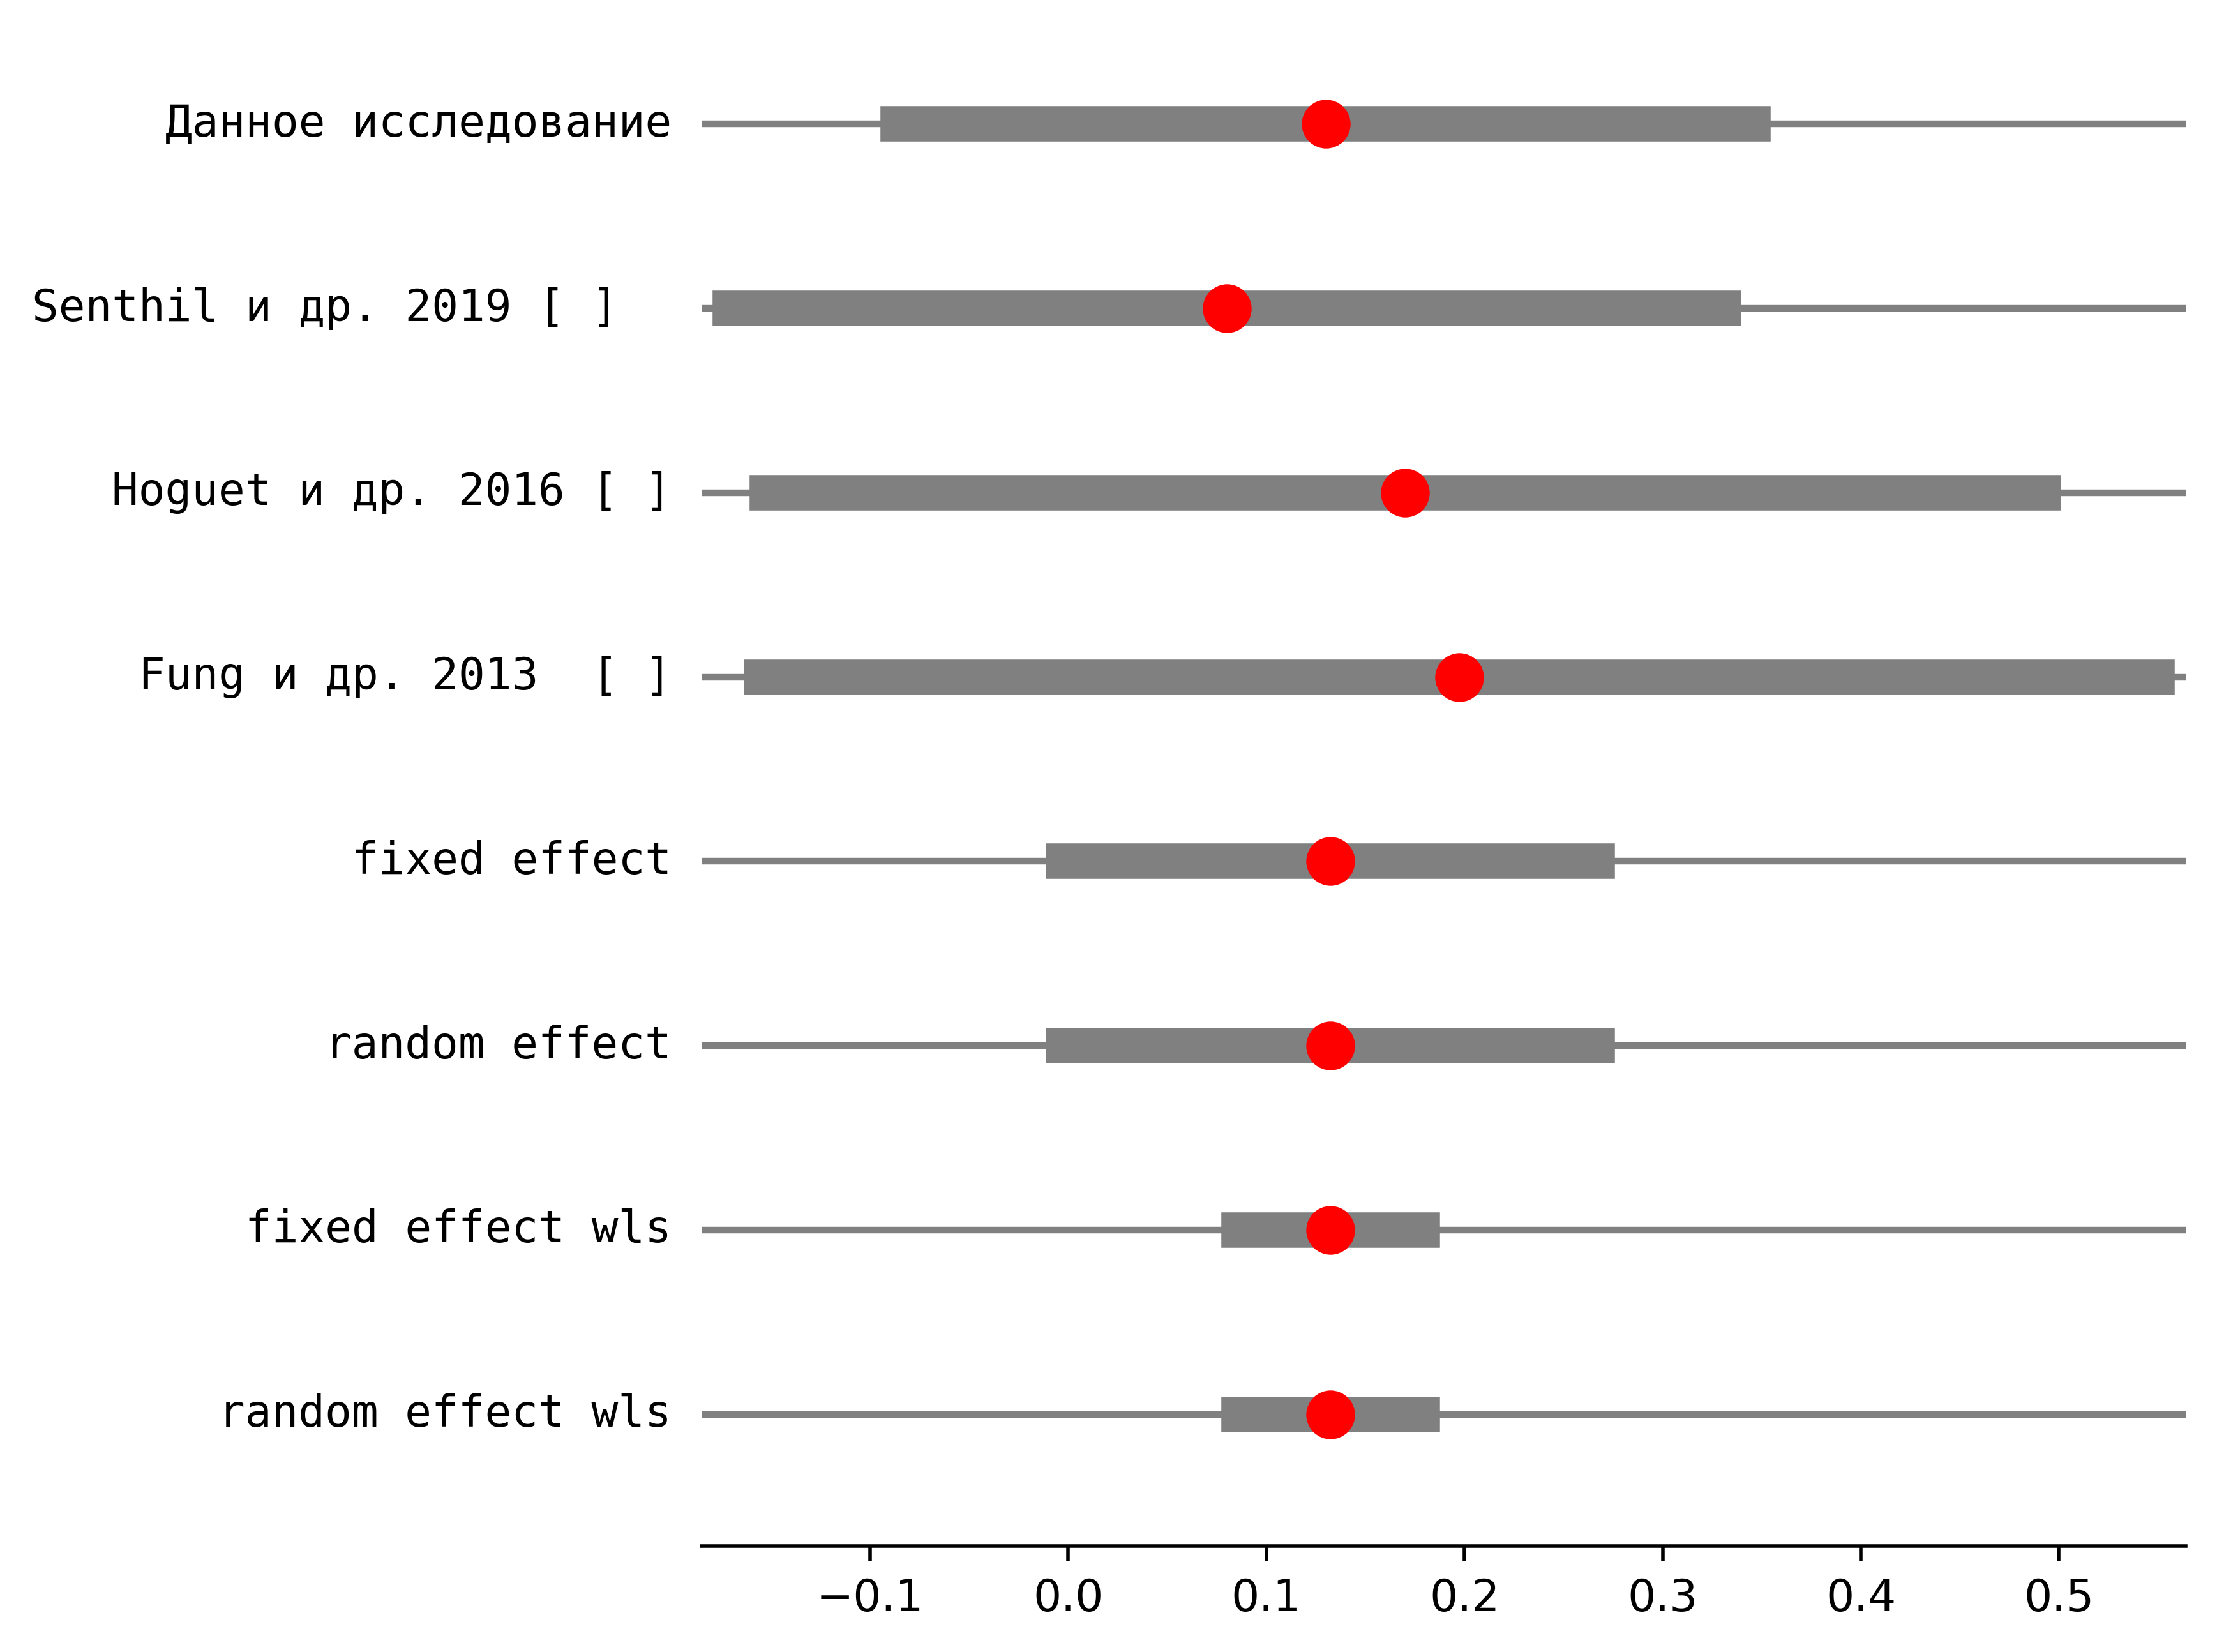 Данное исследование
Senthil и др. 2019 [ ]
Hoguet и др. 2016 [ ]
Fung и др. 2013  [ ]
fixed effect
random effect
fixed effect wls
random effect wls
−0.1 0.0 0.1 0.2 0.3 0.4 0.5